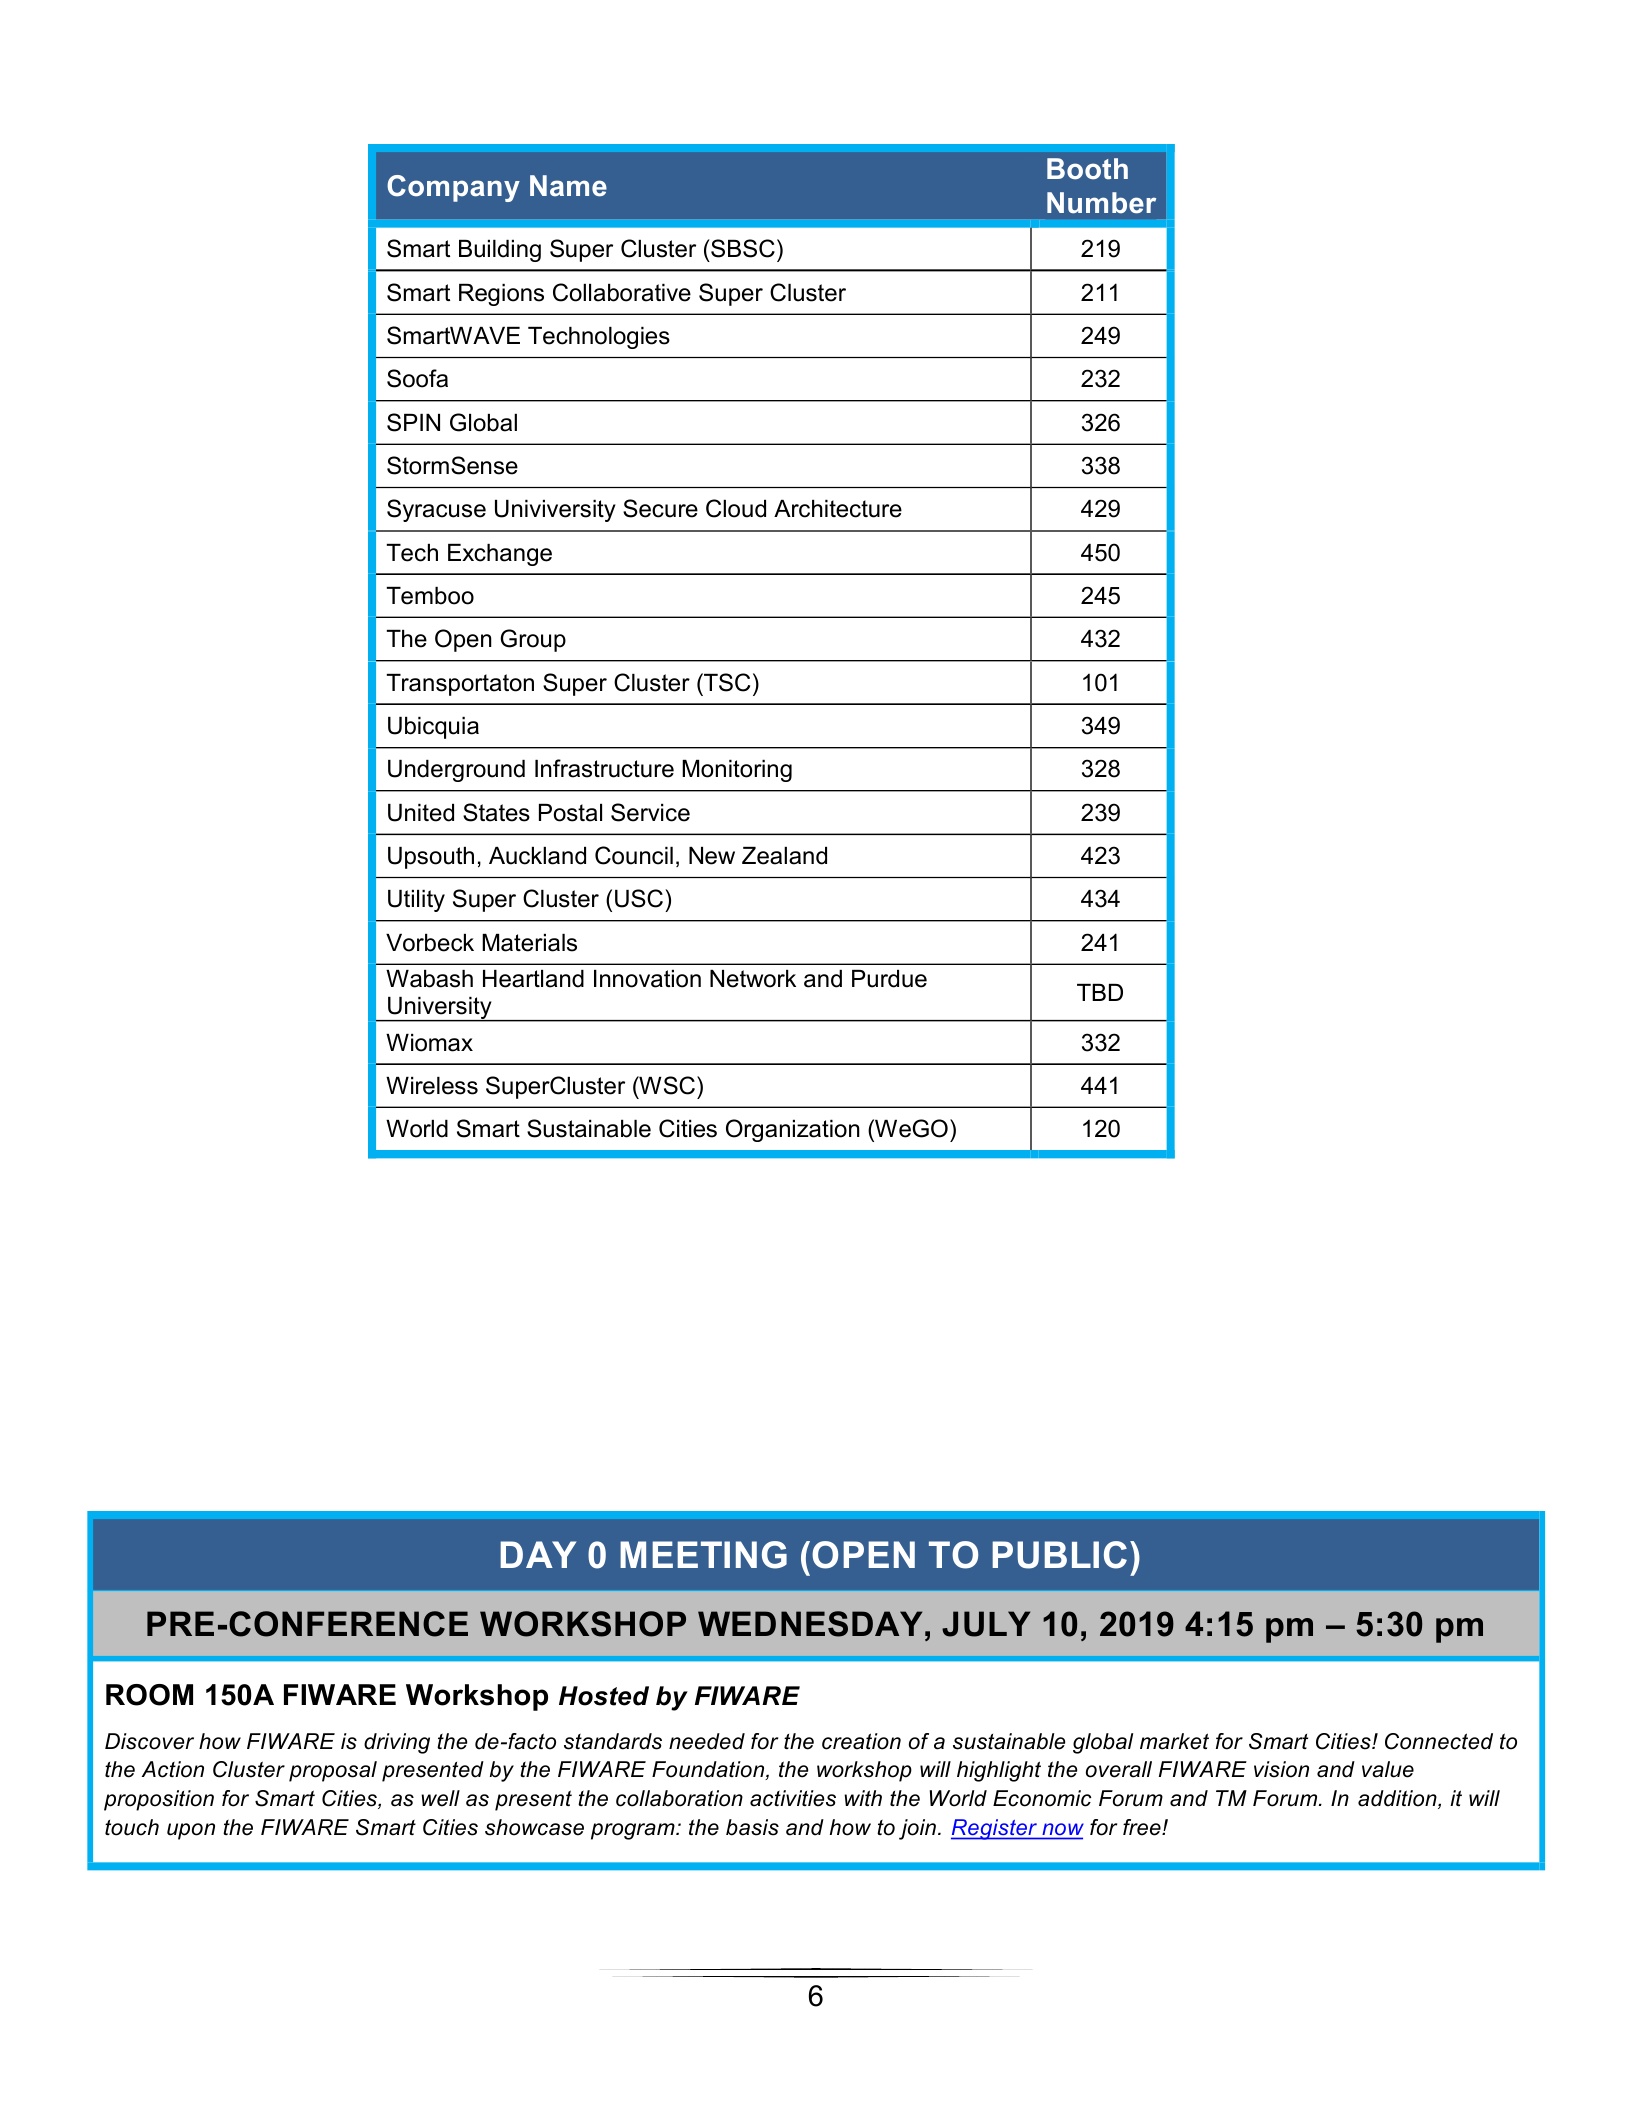 Company Name Booth Number
Smart Building Super Cluster (SBSC) 219
Smart Regions Collaborative Super Cluster 211
SmartWAVE Technologies 249
Soofa 232
SPIN Global 326
StormSense 338
Syracuse Univiversity Secure Cloud Architecture 429
Tech Exchange 450
Temboo 245
The Open Group 432
Transportaton Super Cluster (TSC) 101
Ubicquia 349
Underground Infrastructure Monitoring 328
United States Postal Service 239
Upsouth, Auckland Council, New Zealand 423
Utility Super Cluster (USC) 434
Vorbeck Materials 241
Wabash Heartland Innovation Network and Purdue
University TBD
Wiomax 332
Wireless SuperCluster (WSC) 441
World Smart Sustainable Cities Organization (WeGO) 120
DAY 0 MEETING (OPEN TO PUBLIC)
PRE-CONFERENCE WORKSHOP WEDNESDAY, JULY 10, 2019 4:15 pm – 5:30 pm
ROOM 150A FIWARE Workshop Hosted by FIWARE
Discover how FIWARE is driving the de-facto standards needed for the creation of a sustainable global market for Smart Cities! Connected to
the Action Cluster proposal presented by the FIWARE Foundation, the workshop will highlight the overall FIWARE vision and value
proposition for Smart Cities, as well as present the collaboration activities with the World Economic Forum and TM Forum. In addition, it will
touch upon the FIWARE Smart Cities showcase program: the basis and how to join. Register now for free!
6